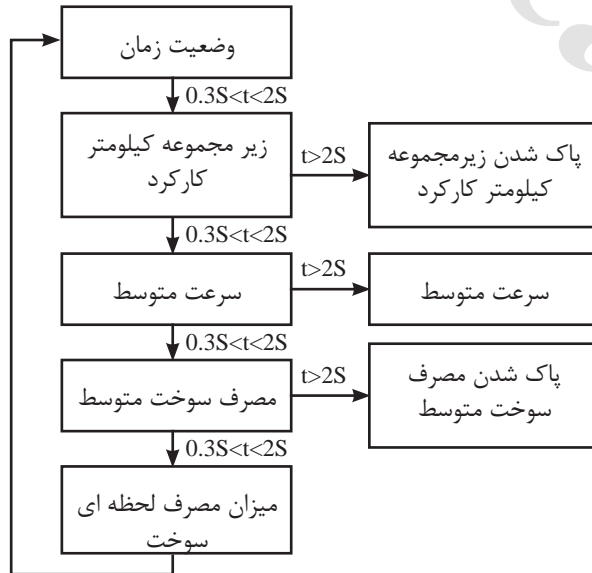 وضعیت زمان
0.3S<t<2S
زیر مجموعه کیلومتر
کارکرد
t>2S
پاک شدن زیرمجموعه
کیلومتر کارکرد
0.3S<t<2S
سرعت متوسط
t>2S
سرعت متوسط
0.3S<t<2S
مصرف سوخت متوسط
t>2S
پاک شدن مصرف
سوخت متوسط
0.3S<t<2S
میزان مصرف لحظه ای
سوخت